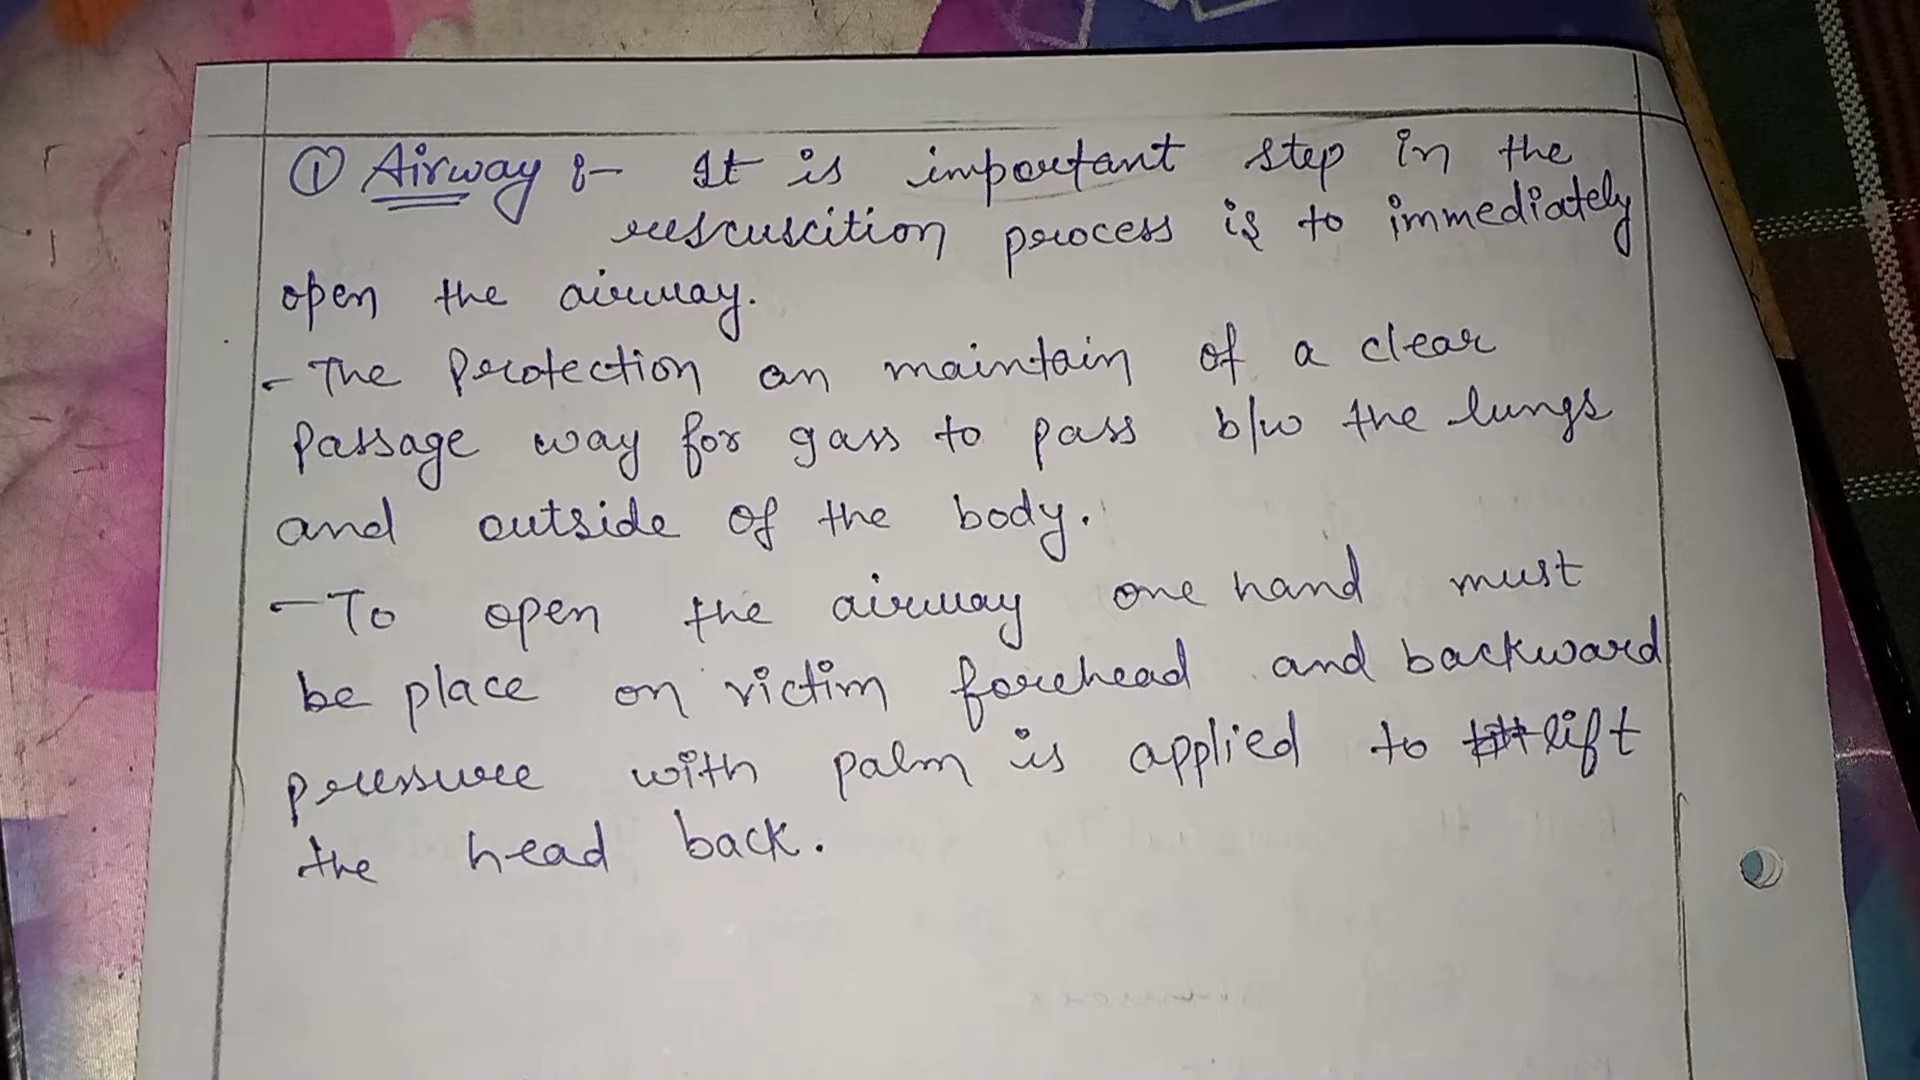 ① Airway :- It is important step in the
rescuscition process is to immediately
open the airway.
- The Protection an maintain of a clear
Passage way for gass to pass b/w the lungs
and outside of the body.
- To open the airway one hand must
be place on victim forehead and backward
pressure with palm is applied to lift
the head back.